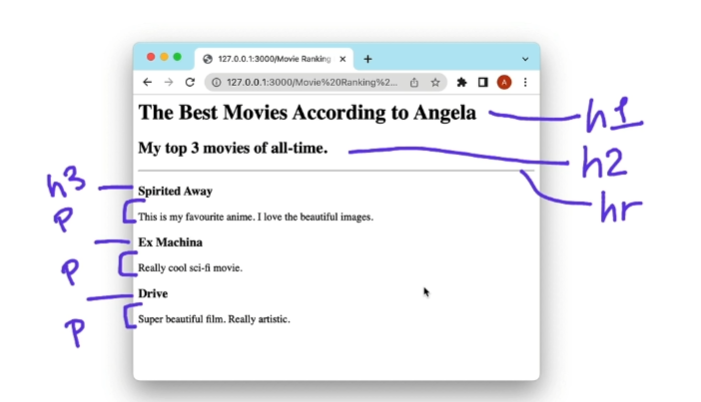 127.0.0.1:3000/Movie Ranking
127.0.0.1:3000/Movie%20Ranking%2...
A
The Best Movies According to Angela
h1
My top 3 movies of all-time.
h2
hr
h3
Spirited Away
p
This is my favourite anime. I love the beautiful images.
Ex Machina
p
Really cool sci-fi movie.
Drive
p
Super beautiful film. Really artistic.